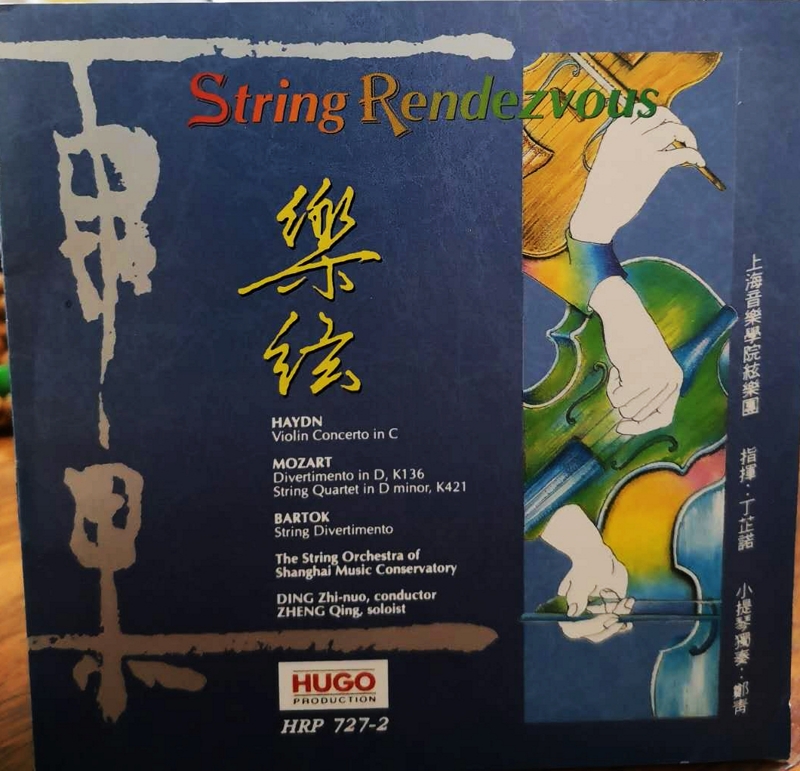 String Rendezvous
樂絃
HAYDN
Violin Concerto in C
MOZART
Divertimento in D, K136
String Quartet in D minor, K421
BARTOK
String Divertimento
The String Orchestra of
Shanghai Music Conservatory
DING Zhi-nuo, conductor
ZHENG Qing, soloist
HUGO
PRODUCTION
HRP 727-2
上海音樂學院絃樂團 指揮：丁芷諾 小提琴獨奏：鄭青